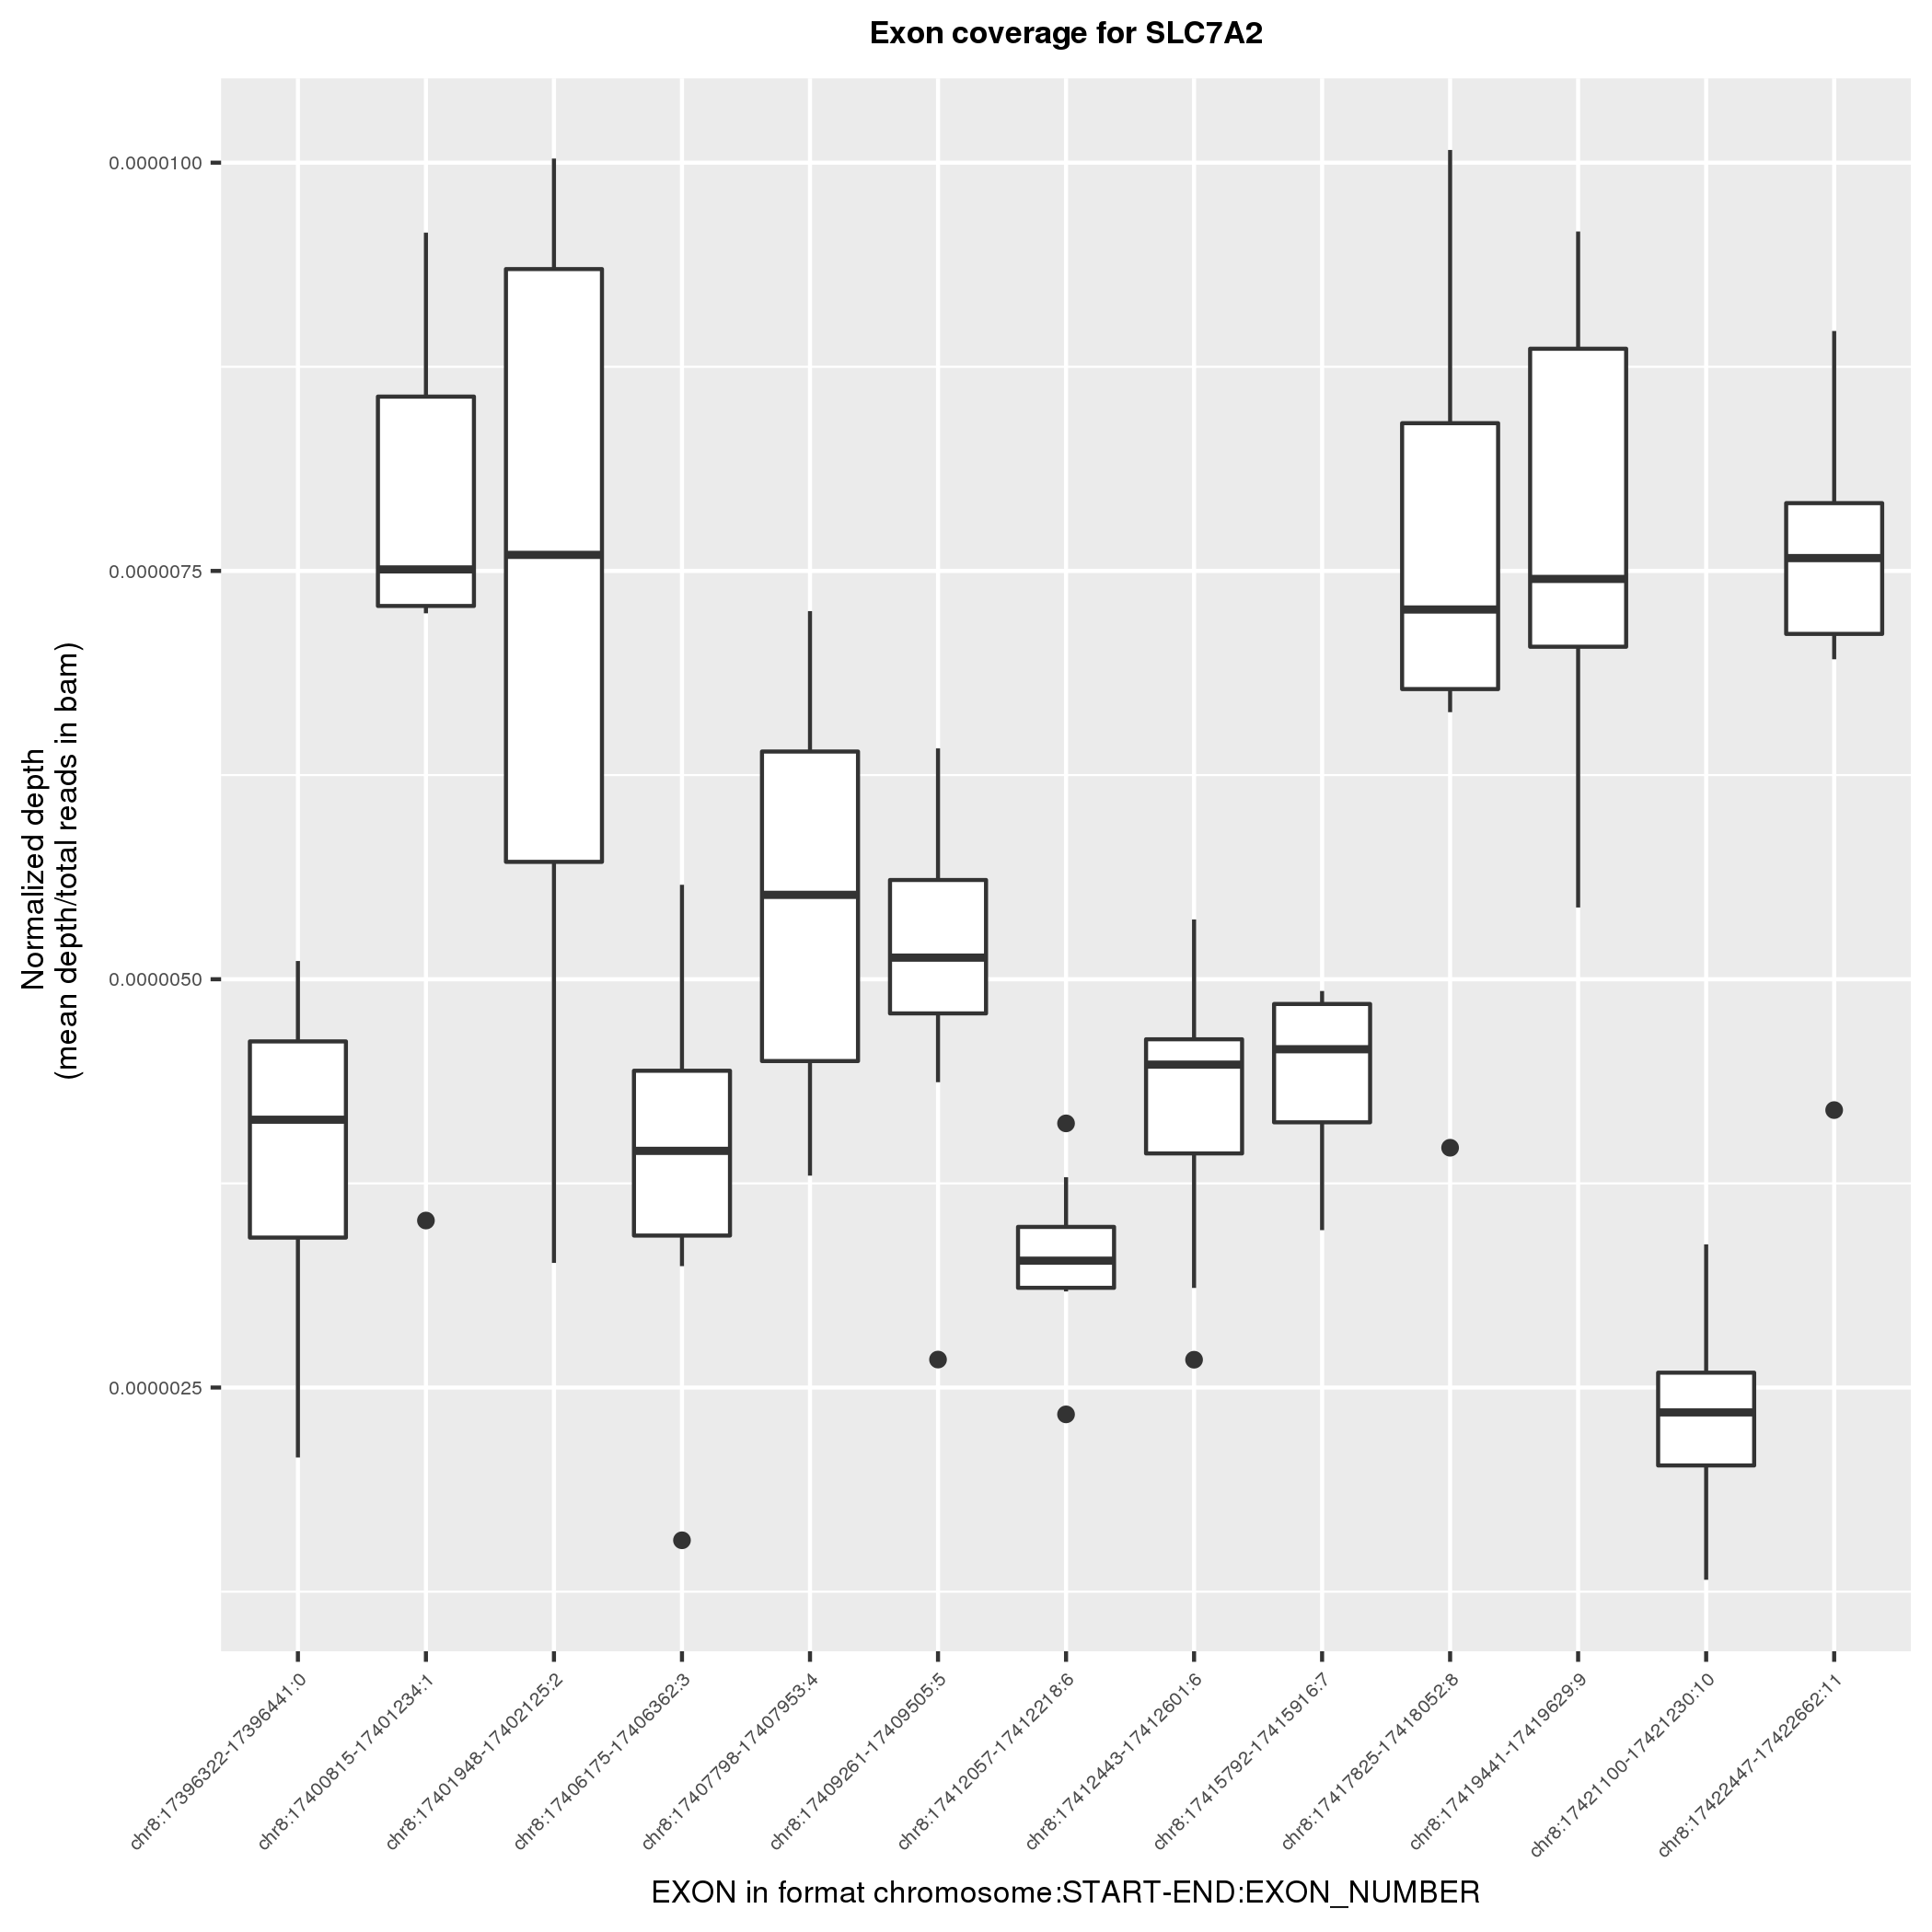 Exon coverage for SLC7A2
Normalized depth
(mean depth/total reads in bam)
0.0000100
0.0000075
0.0000050
0.0000025
chr8:17396322-17396441:0
chr8:17400815-17401234:1
chr8:17401948-17402125:2
chr8:17406175-17406362:3
chr8:17407798-17407953:4
chr8:17409261-17409505:5
chr8:17412057-17412218:6
chr8:17412443-17412601:6
chr8:17415792-17415916:7
chr8:17417825-17418052:8
chr8:17419441-17419629:9
chr8:17421100-17421230:10
chr8:17422447-17422662:11
EXON in format chromosome:START-END:EXON_NUMBER